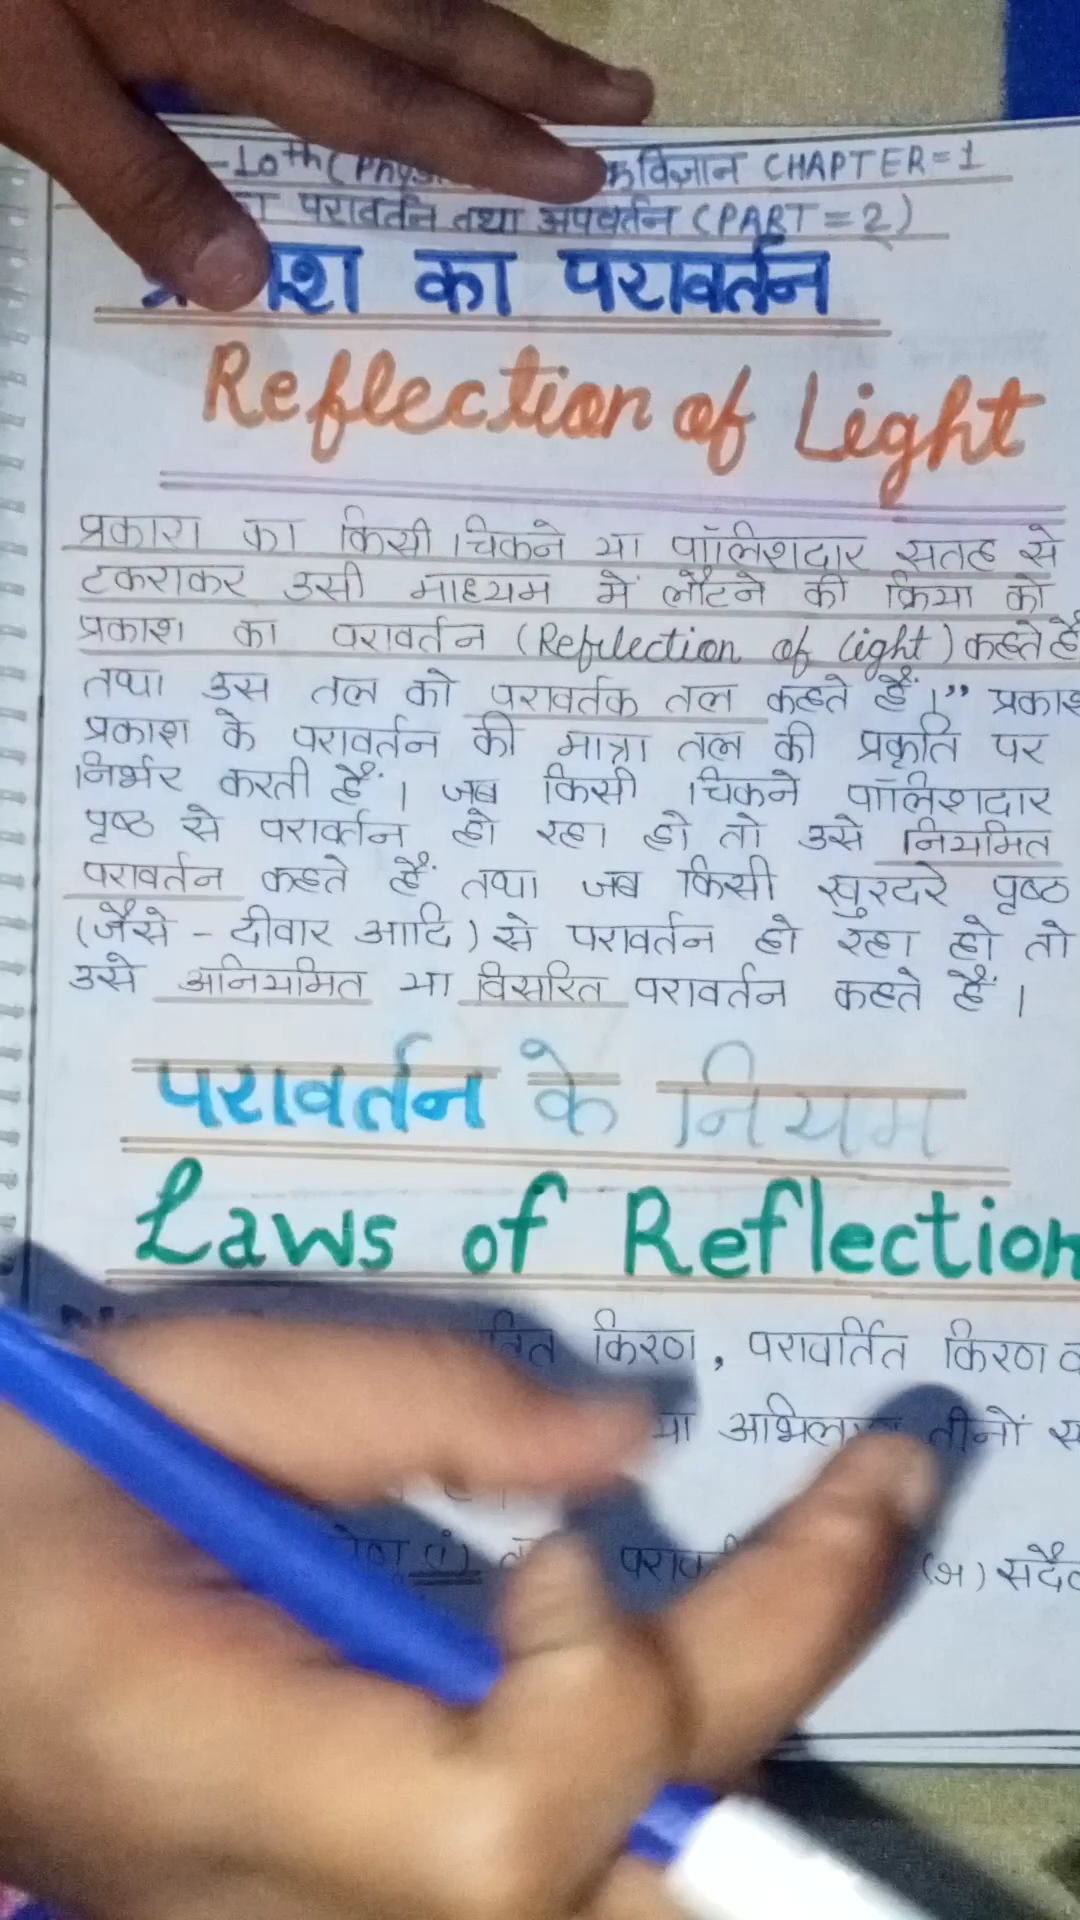 10th (Phys विज्ञान CHAPTER=1
परावर्तन तथा अपवर्तन (PART=2)
का परावर्तन
Reflection of Light
प्रकाश का किसी चिकने या पॉलिशदार सतह से
टकराकर उसी माध्यम में लौटने की क्रिया को
प्रकाश का परावर्तन (Refilection of light) कहते हैं
तथा उस तल को परावर्तक तल कहते हैं।” प्रकाश
प्रकाश के परावर्तन की मात्रा तल की प्रकृति पर
निर्भर करती हैं। जब किसी चिकने पॉलिशदार
पृष्ठ से परावर्तन हो रहा हो तो उसे नियमित
परावर्तन कहते हैं तथा जब किसी खुरदरे पृष्ठ
(जैसे - दीवार आदि) से परावर्तन हो रहा हो तो
उसे अनियमित या विसरित परावर्तन कहते हैं।
परावर्तन के नियम
Laws of Reflection
किरण, परावर्तित किरण
तीनों
(अ) सदैव